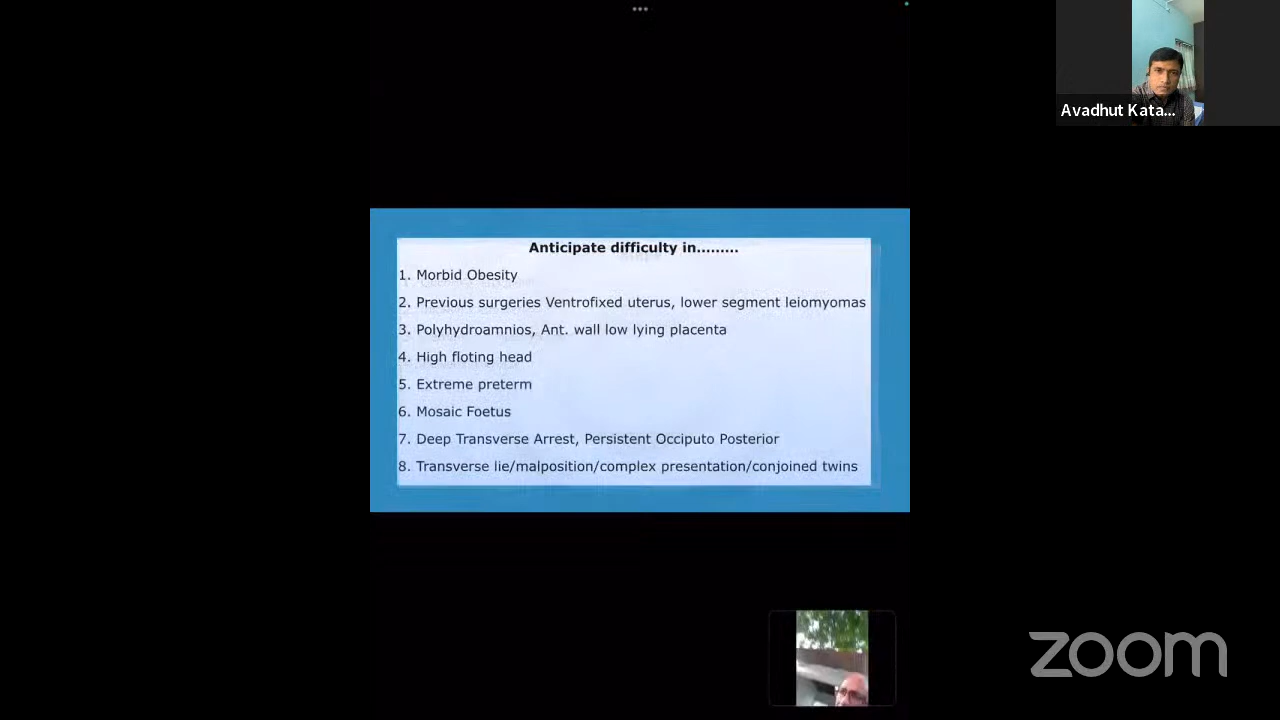 Avadhut Kata...
Anticipate difficulty in.........
1. Morbid Obesity
2. Previous surgeries Ventrofixed uterus, lower segment leiomyomas
3. Polyhydroamnios, Ant. wall low lying placenta
4. High floting head
5. Extreme preterm
6. Mosaic Foetus
7. Deep Transverse Arrest, Persistent Occiputo Posterior
8. Transverse lie/malposition/complex presentation/conjoined twins
zoom